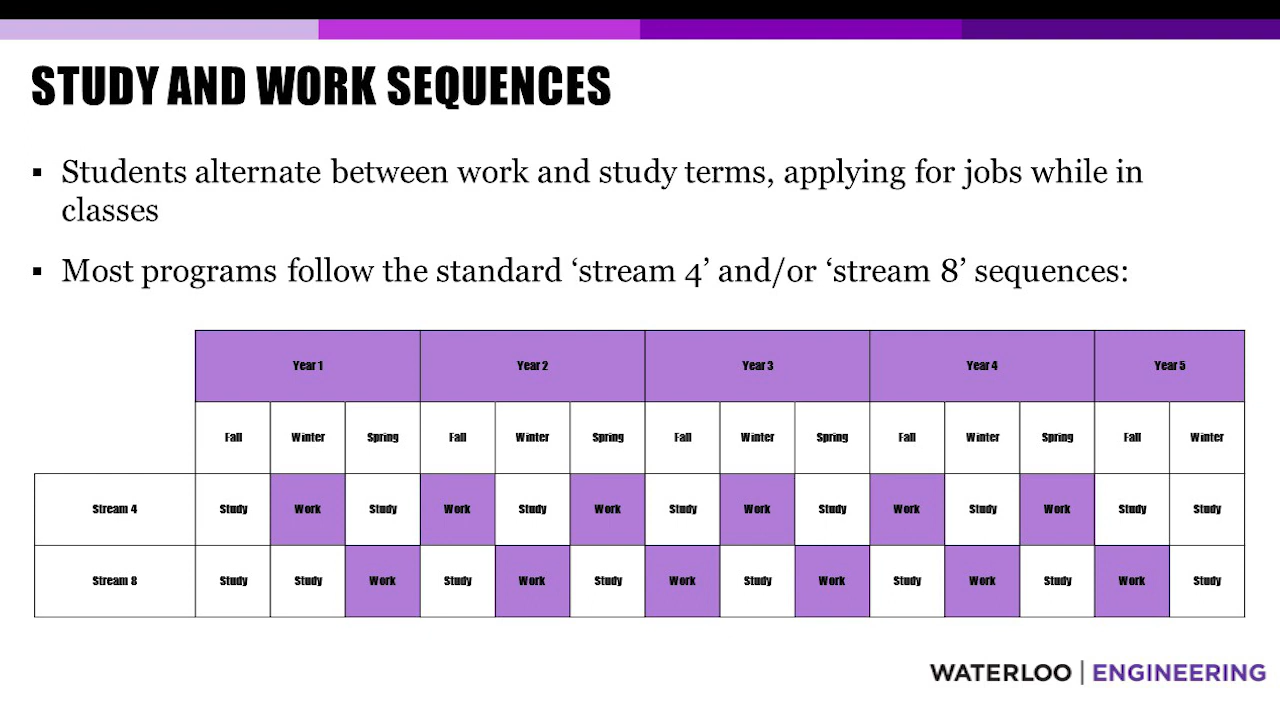 STUDY AND WORK SEQUENCES
▪ Students alternate between work and study terms, applying for jobs while in
classes
▪ Most programs follow the standard ‘stream 4’ and/or ‘stream 8’ sequences:
Year 1 Year 2 Year 3 Year 4 Year 5
Fall Winter Spring Fall Winter Spring Fall Winter Spring Fall Winter Spring Fall Winter
Stream 4 Study Work Study Work Study Work Study Work Study Work Study Work Study Study
Stream 8 Study Study Work Study Work Study Work Study Work Study Work Study Work Study
WATERLOO | ENGINEERING